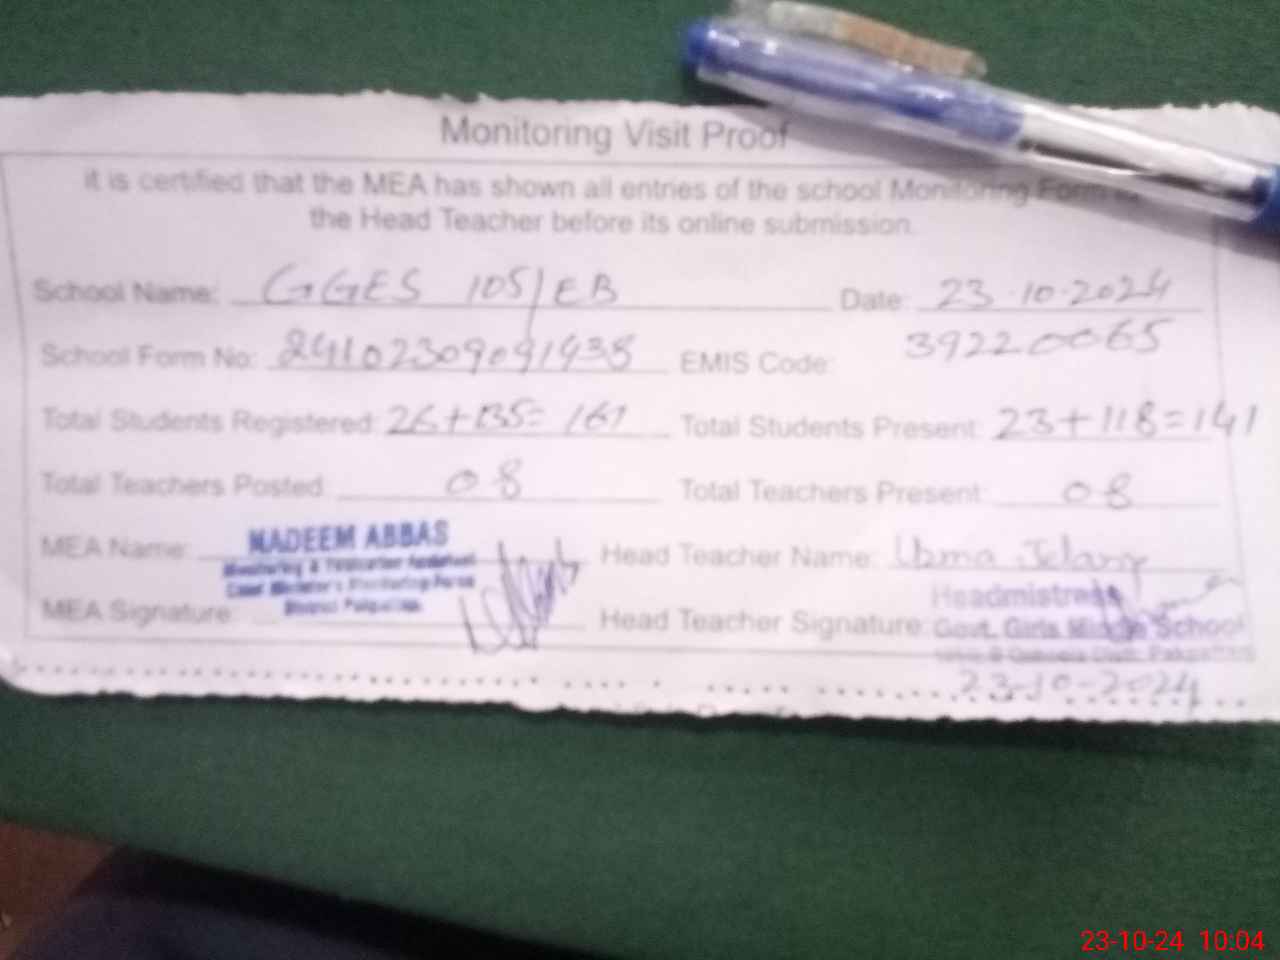 Monitoring Visit Proof
it is certified that the MEA has shown all entries of the school Monitoring Form to
the Head Teacher before its online submission.
School Name: GGES 105/EB Date: 23-10-2024
School Form No: 24102309091438 EMIS Code: 39220065
Total Students Registered: 26+135= 161 Total Students Present: 23+118=141
Total Teachers Posted: 08 Total Teachers Present: 08
MEA Name: NADEEM ABBAS Head Teacher Name:
Monitoring &
District Pakpattan
MEA Signature: Head Teacher Signature:
Headmistress
Govt. Girls Middle School
23-10-2024
23-10-24 10:04